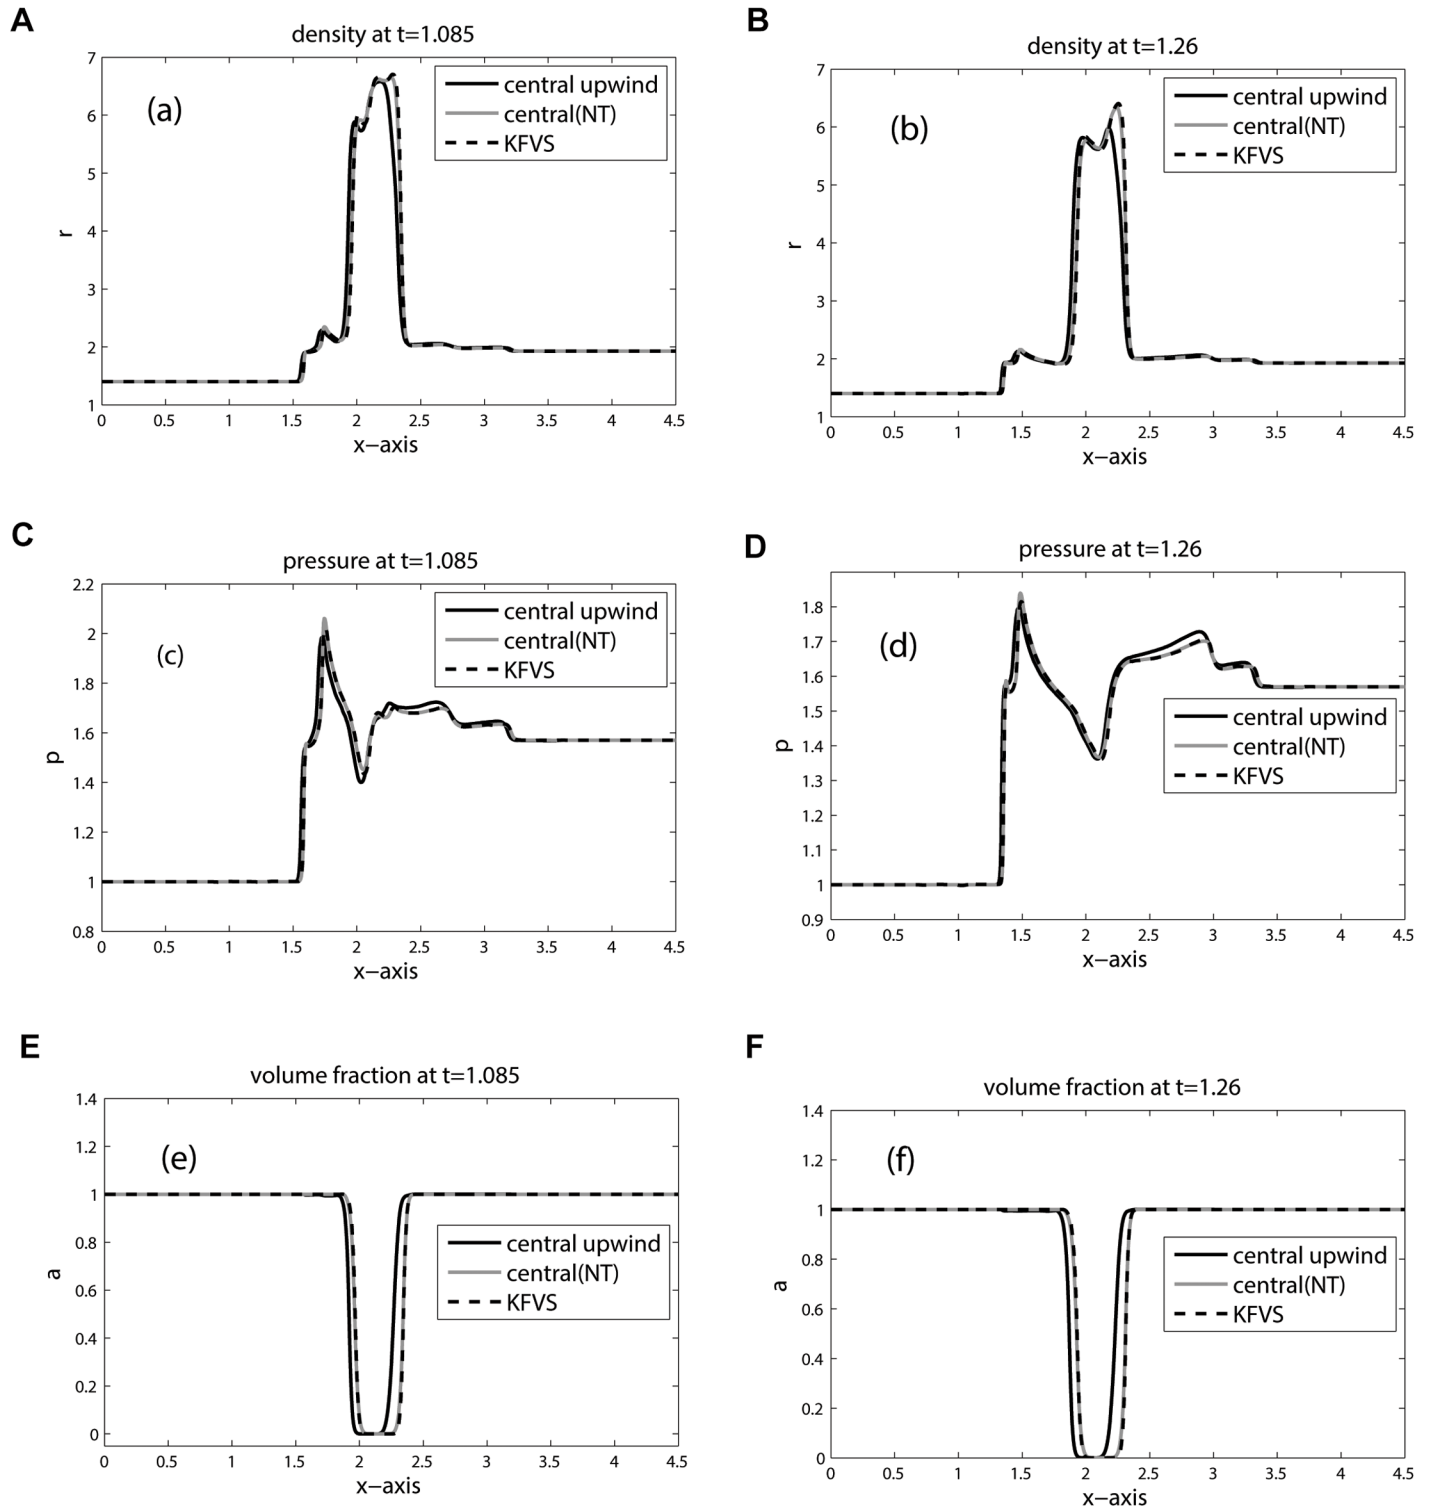 A
density at t=1.085
(a)
central upwind
central(NT)
KFVS
7
6
5
4
3
2
1
r
0 0.5 1 1.5 2 2.5 3 3.5 4 4.5
x−axis
B
density at t=1.26
(b)
central upwind
central(NT)
KFVS
7
6
5
4
3
2
1
r
0 0.5 1 1.5 2 2.5 3 3.5 4 4.5
x−axis
C
pressure at t=1.085
(c)
central upwind
central(NT)
KFVS
2.2
2
1.8
1.6
1.4
1.2
1
0.8
p
0 0.5 1 1.5 2 2.5 3 3.5 4 4.5
x−axis
D
pressure at t=1.26
(d)
central upwind
central(NT)
KFVS
1.8
1.7
1.6
1.5
1.4
1.3
1.2
1.1
1
0.9
p
0 0.5 1 1.5 2 2.5 3 3.5 4 4.5
x−axis
E
volume fraction at t=1.085
(e)
central upwind
central(NT)
KFVS
1.4
1.2
1
0.8
0.6
0.4
0.2
0
a
0 0.5 1 1.5 2 2.5 3 3.5 4 4.5
x−axis
F
volume fraction at t=1.26
(f)
central upwind
central(NT)
KFVS
1.4
1.2
1
0.8
0.6
0.4
0.2
0
a
0 0.5 1 1.5 2 2.5 3 3.5 4 4.5
x−axis